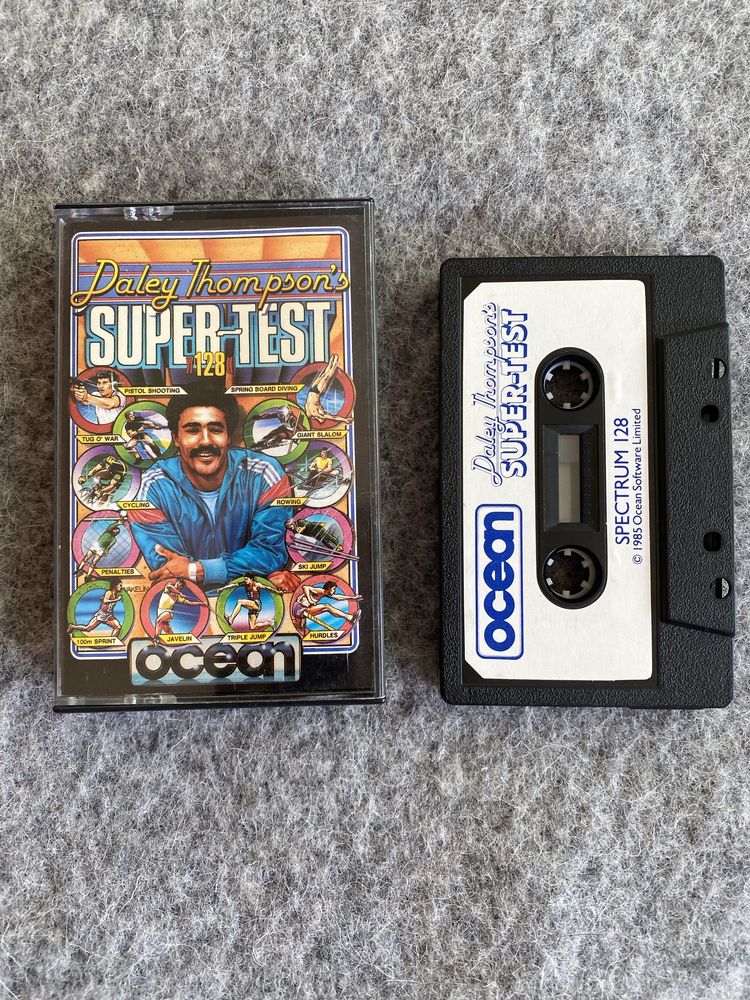 Daley Thompson's
SUPER-TEST
128
PISTOL SHOOTING
SPRING BOARD DIVING
TUG O' WAR
GIANT SLALOM
CYCLING
ROWING
PENALTIES
SKI JUMP
WAKELIN
100m SPRINT
JAVELIN
TRIPLE JUMP
HURDLES
ocean
ocean
Daley Thompson's
SUPER-TEST
SPECTRUM 128
© 1985 Ocean Software Limited